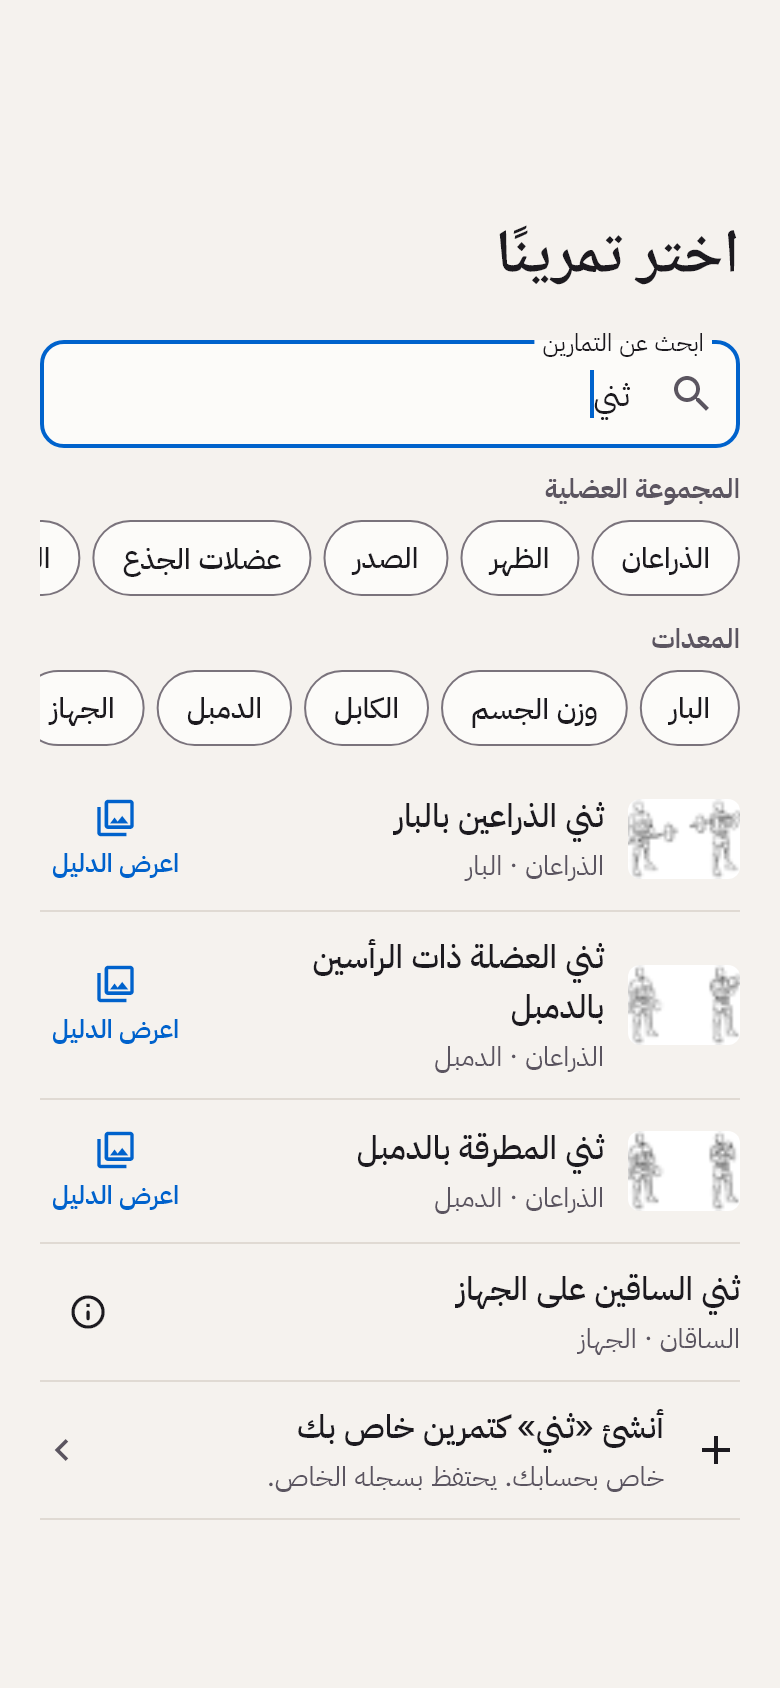 اختر تمرينًا
ابحث عن التمارين
ثني
المجموعة العضلية
الذراعان
الظهر
الصدر
عضلات الجذع
المعدات
البار
وزن الجسم
الكابل
الدمبل
الجهاز
ثني الذراعين بالبار
الذراعان · البار
اعرض الدليل
ثني العضلة ذات الرأسين
بالدمبل
الذراعان · الدمبل
اعرض الدليل
ثني المطرقة بالدمبل
الذراعان · الدمبل
اعرض الدليل
ثني الساقين على الجهاز
الساقان · الجهاز
أنشئ «ثني» كتمرين خاص بك
خاص بحسابك. يحتفظ بسجله الخاص.